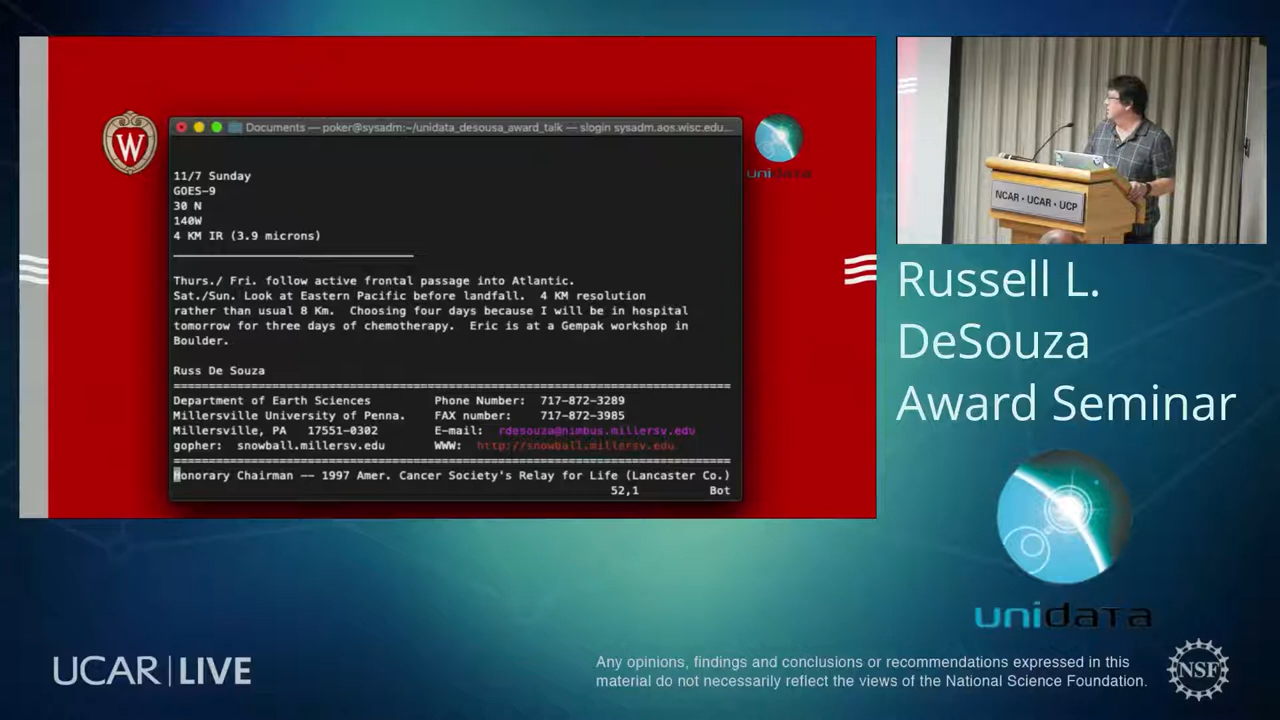 W
Documents — poker@sysadm:~/unidata_desousa_award_talk — slogin sysadm.aos.wisc.edu...
unidata
11/7 Sunday
GOES-9
30 N
140W
4 KM IR (3.9 microns)
Thurs./ Fri. follow active frontal passage into Atlantic.
Sat./Sun. Look at Eastern Pacific before landfall.  4 KM resolution
rather than usual 8 Km.  Choosing four days because I will be in hospital
tomorrow for three days of chemotherapy.  Eric is at a Gempak workshop in
Boulder.
Russ De Souza
Department of Earth Sciences Phone Number: 717-872-3289
Millersville University of Penna. FAX number: 717-872-3985
Millersville, PA 17551-0302 E-mail: rdesouza@nimbus.millersv.edu
gopher: snowball.millersv.edu WWW: http://snowball.millersv.edu
Honorary Chairman -- 1997 Amer. Cancer Society's Relay for Life (Lancaster Co.)
52,1 Bot
NCAR • UCAR • UCP
Russell L.
DeSouza
Award Seminar
unidata
UCAR | LIVE
Any opinions, findings and conclusions or recommendations expressed in this
material do not necessarily reflect the views of the National Science Foundation.
NSF